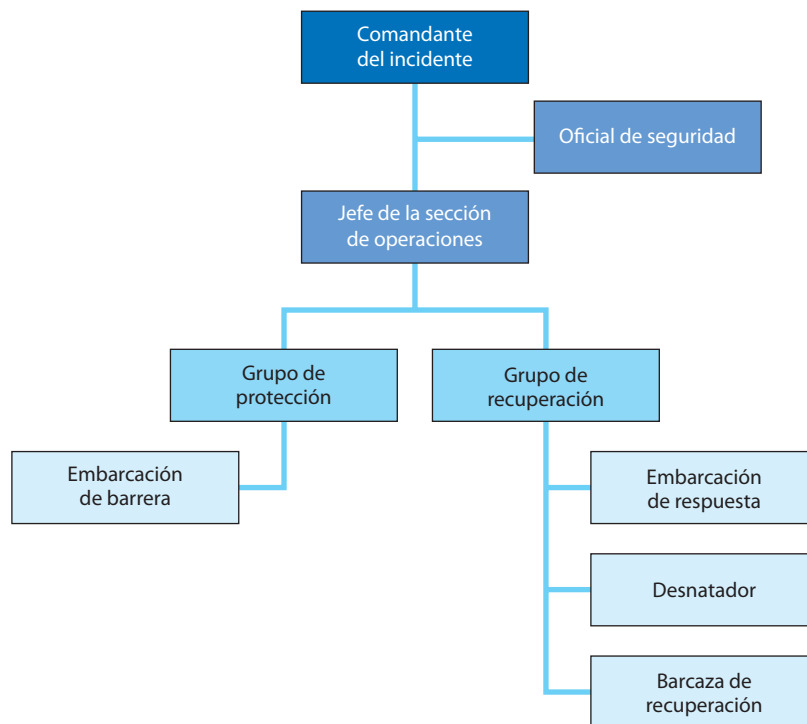 Comandante
del incidente
Oficial de seguridad
Jefe de la sección
de operaciones
Grupo de
protección
Grupo de
recuperación
Embarcación
de barrera
Embarcación
de respuesta
Desnatador
Barcaza de
recuperación